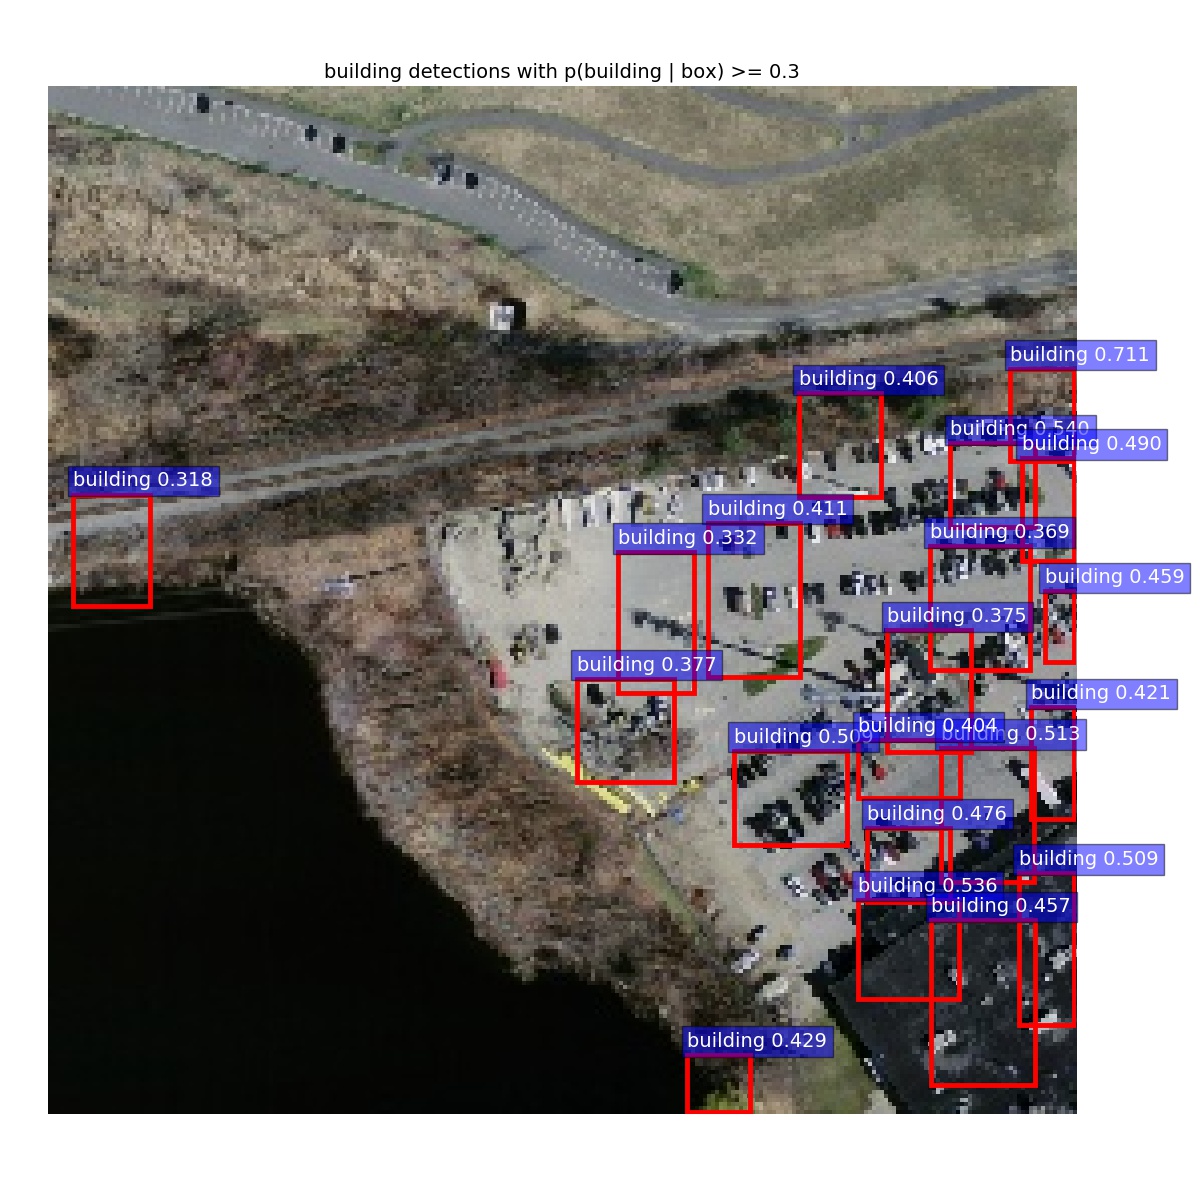 building detections with p(building | box) >= 0.3
building 0.711
building 0.406
building 0.540
building 0.490
building 0.318
building 0.411
building 0.332
building 0.369
building 0.459
building 0.375
building 0.377
building 0.421
building 0.404
building 0.509
building 0.513
building 0.476
building 0.509
building 0.536
building 0.457
building 0.429